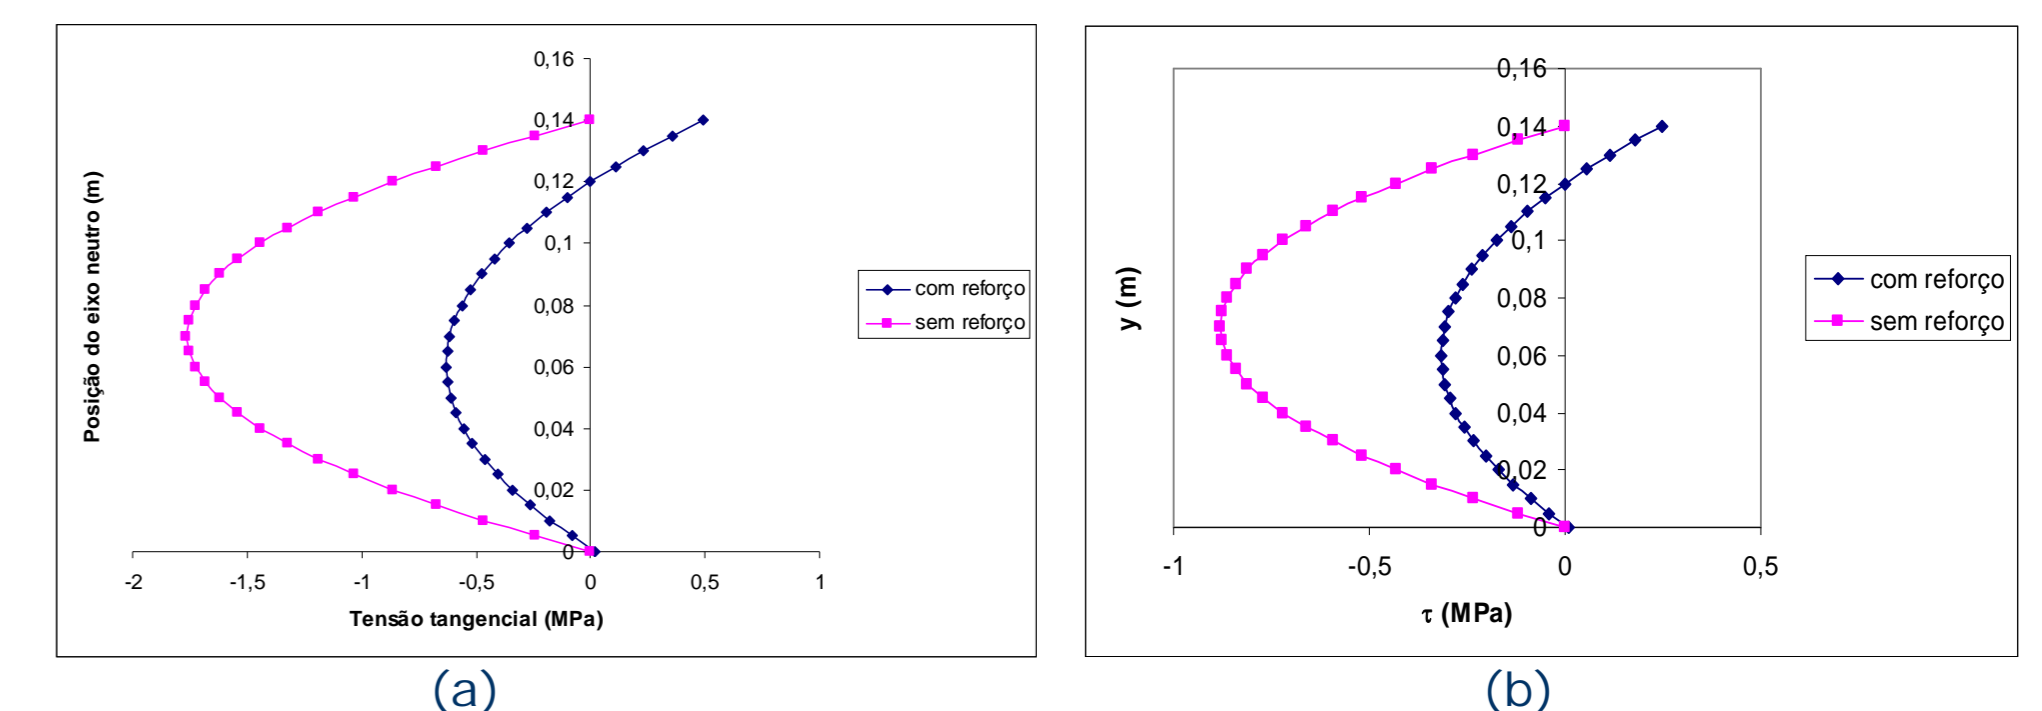 0,16
0,14
0,12
0,1
0,08
0,06
0,04
0,02
0
-2 -1,5 -1 -0,5 0 0,5 1
Posição do eixo neutro (m)
Tensão tangencial (MPa)
com reforço
sem reforço
(a)
0,16
0,14
0,12
0,1
0,08
0,06
0,04
0,02
0
-1 -0,5 0 0,5
y (m)
τ (MPa)
com reforço
sem reforço
(b)